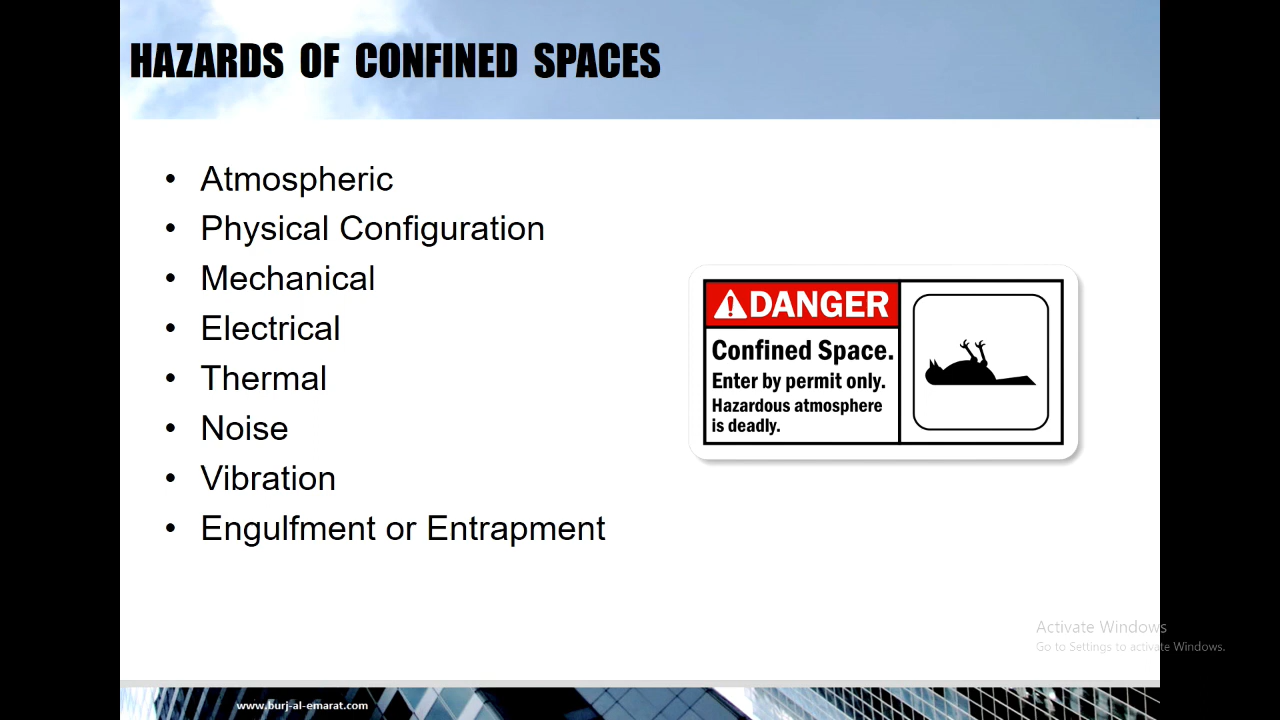 HAZARDS OF CONFINED SPACES
• Atmospheric
• Physical Configuration
• Mechanical
• Electrical
• Thermal
• Noise
• Vibration
• Engulfment or Entrapment
DANGER
Confined Space.
Enter by permit only.
Hazardous atmosphere
is deadly.
Activate Windows
Go to Settings to activate Windows.
www.burj-al-emarat.com